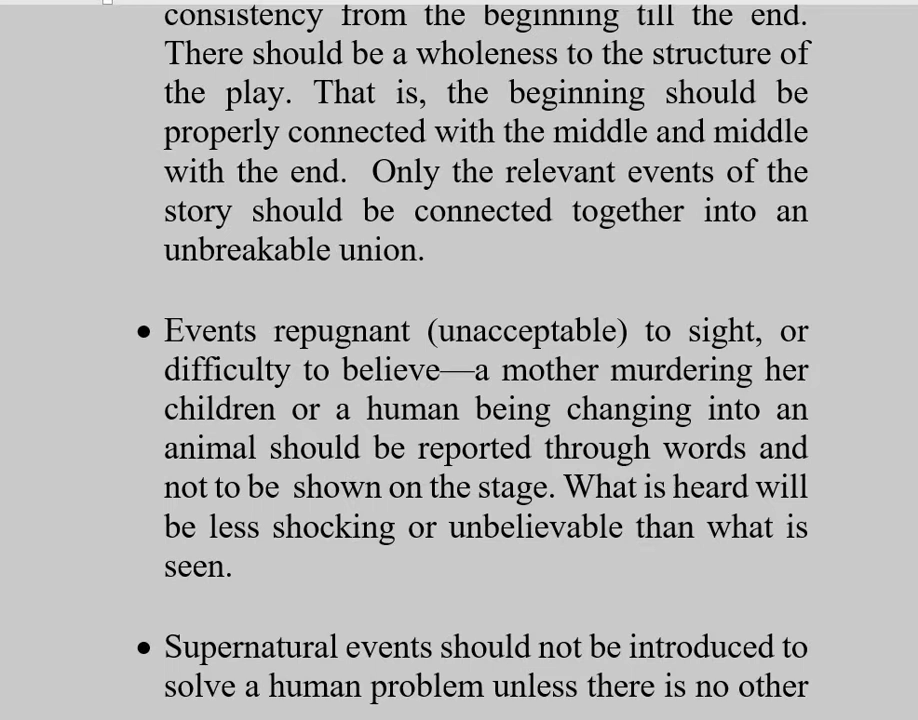 consistency from the beginning till the end.
There should be a wholeness to the structure of
the play. That is, the beginning should be
properly connected with the middle and middle
with the end.  Only the relevant events of the
story should be connected together into an
unbreakable union.
• Events repugnant (unacceptable) to sight, or
difficulty to believe—a mother murdering her
children or a human being changing into an
animal should be reported through words and
not to be  shown on the stage. What is heard will
be less shocking or unbelievable than what is
seen.
• Supernatural events should not be introduced to
solve a human problem unless there is no other